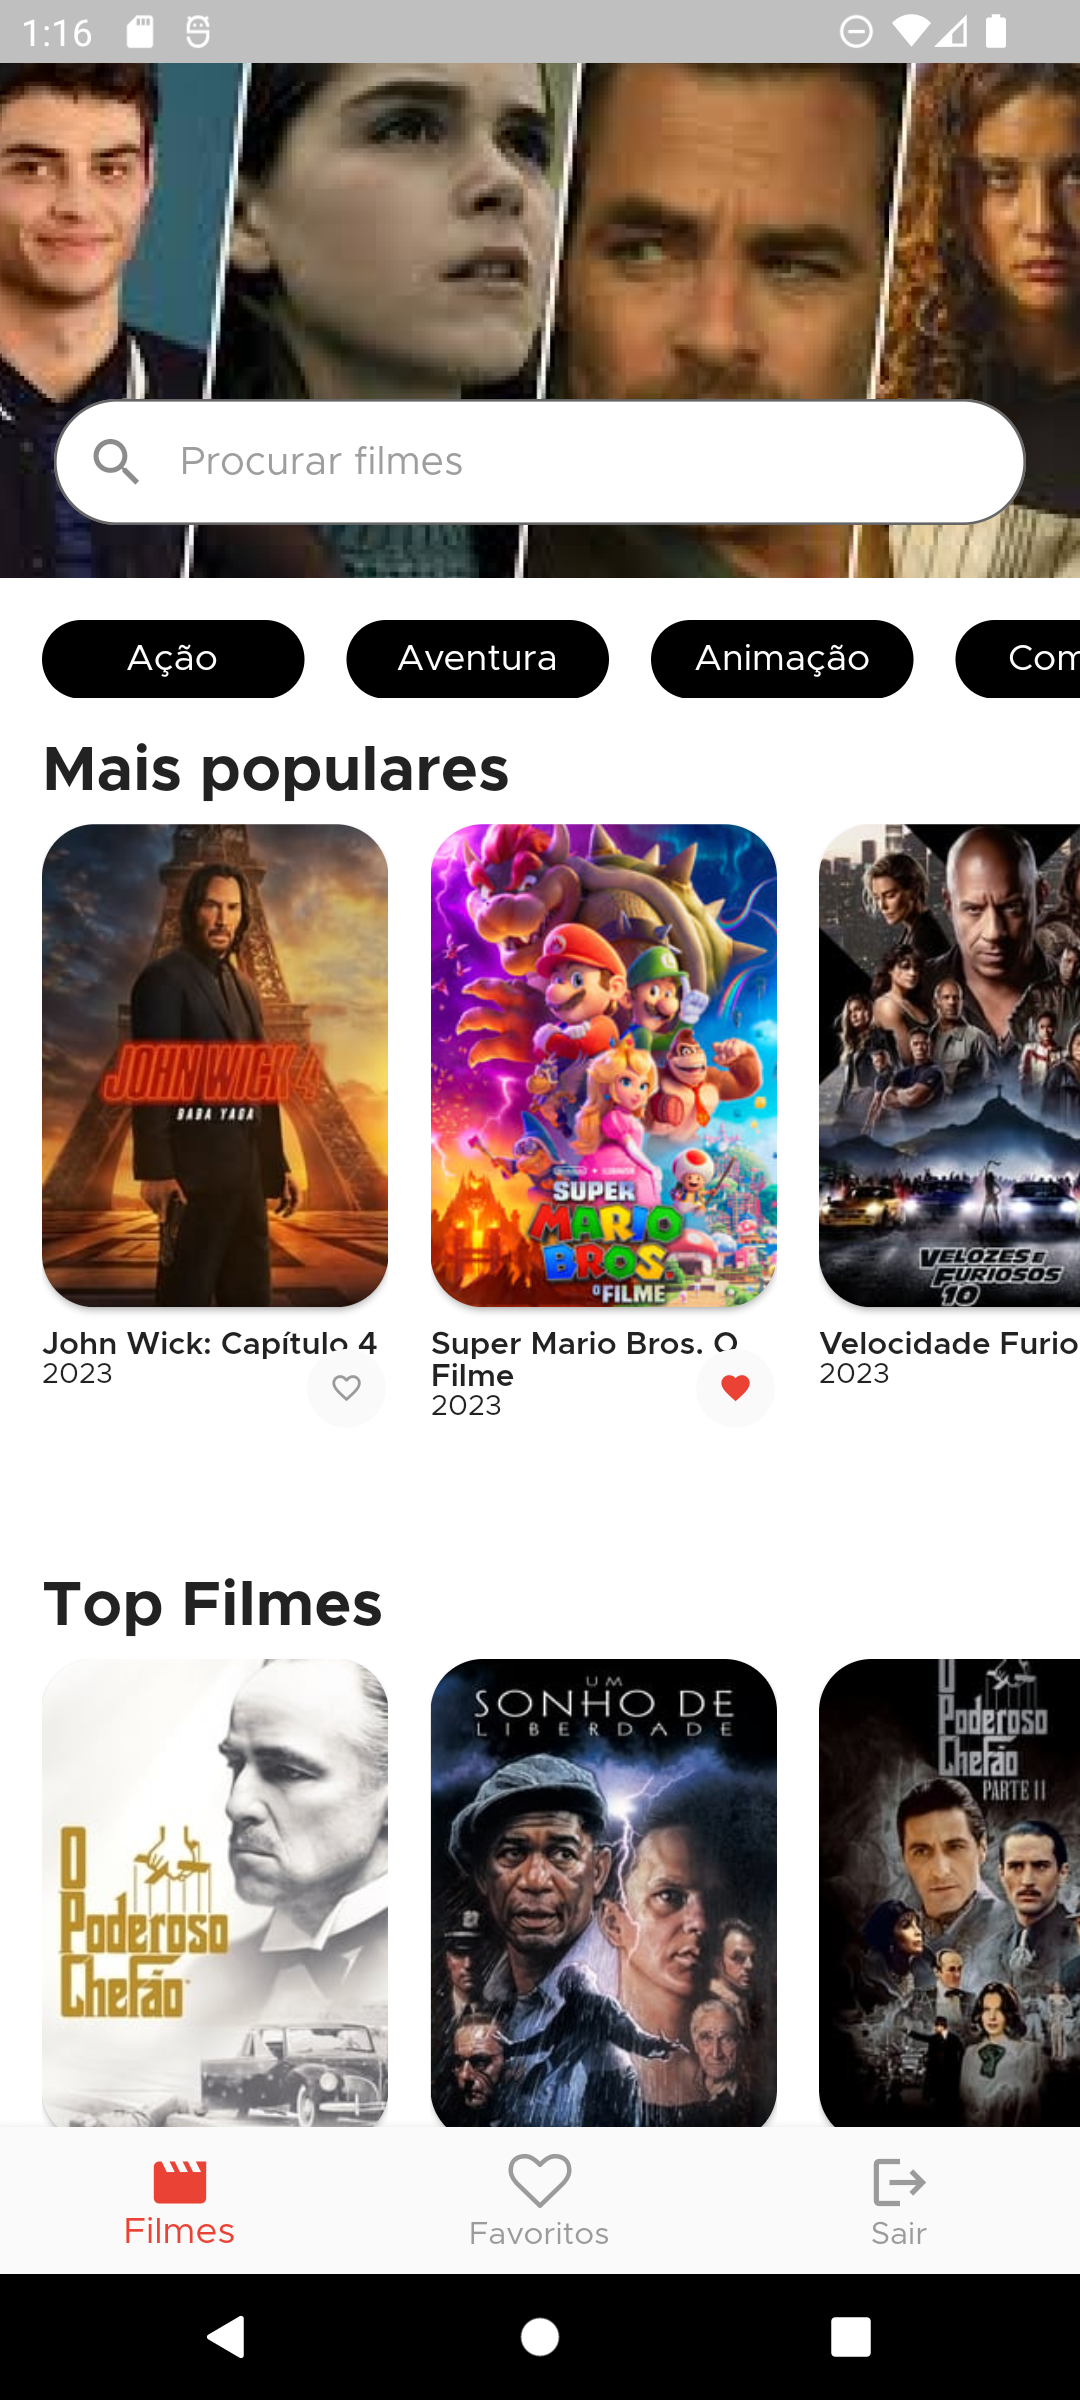 1:16
Procurar filmes
Ação
Aventura
Animação
Com
Mais populares
JOHN WICK 4
BABA YAGA
SUPER
MARIO
BROS.
O FILME
VELOZES E
FURIOSOS
10
John Wick: Capítulo 4
2023
Super Mario Bros. O
Filme
2023
Velocidade Furio
2023
Top Filmes
O
Poderoso
Chefão
UM
SONHO DE
LIBERDADE
O
Poderoso
Chefão
PARTE II
Filmes
Favoritos
Sair